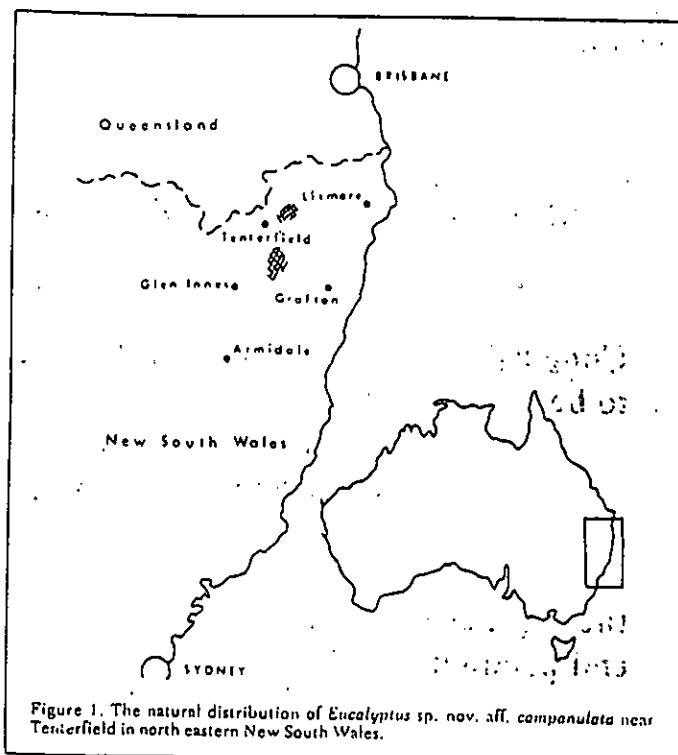 BRISBANE
Queensland
Lismore
Tenterfield
Glen Innes
Grafton
Armidale
New South Wales
SYDNEY
Figure 1. The natural distribution of Eucalyptus sp. nov. aff. campanulata near
Tenterfield in north eastern New South Wales.